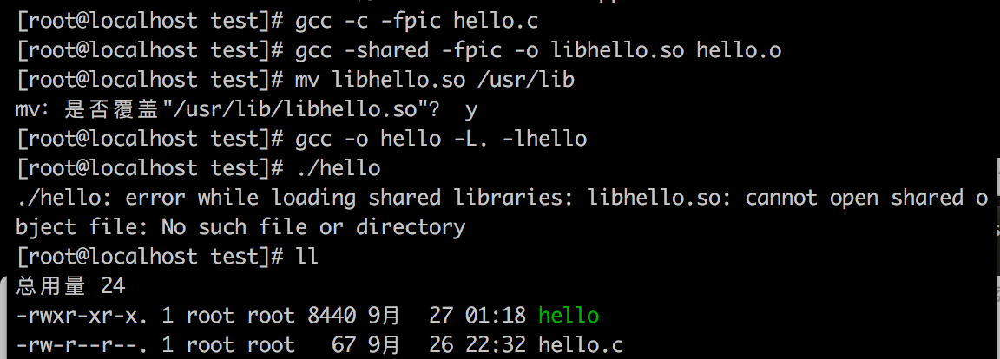 [root@localhost test]# gcc -c -fpic hello.c
[root@localhost test]# gcc -shared -fpic -o libhello.so hello.o
[root@localhost test]# mv libhello.so /usr/lib
mv：是否覆盖"/usr/lib/libhello.so"？ y
[root@localhost test]# gcc -o hello -L. -lhello
[root@localhost test]# ./hello
./hello: error while loading shared libraries: libhello.so: cannot open shared o
bject file: No such file or directory
[root@localhost test]# ll
总用量 24
-rwxr-xr-x. 1 root root 8440 9月  27 01:18 hello
-rw-r--r--. 1 root root   67 9月  26 22:32 hello.c